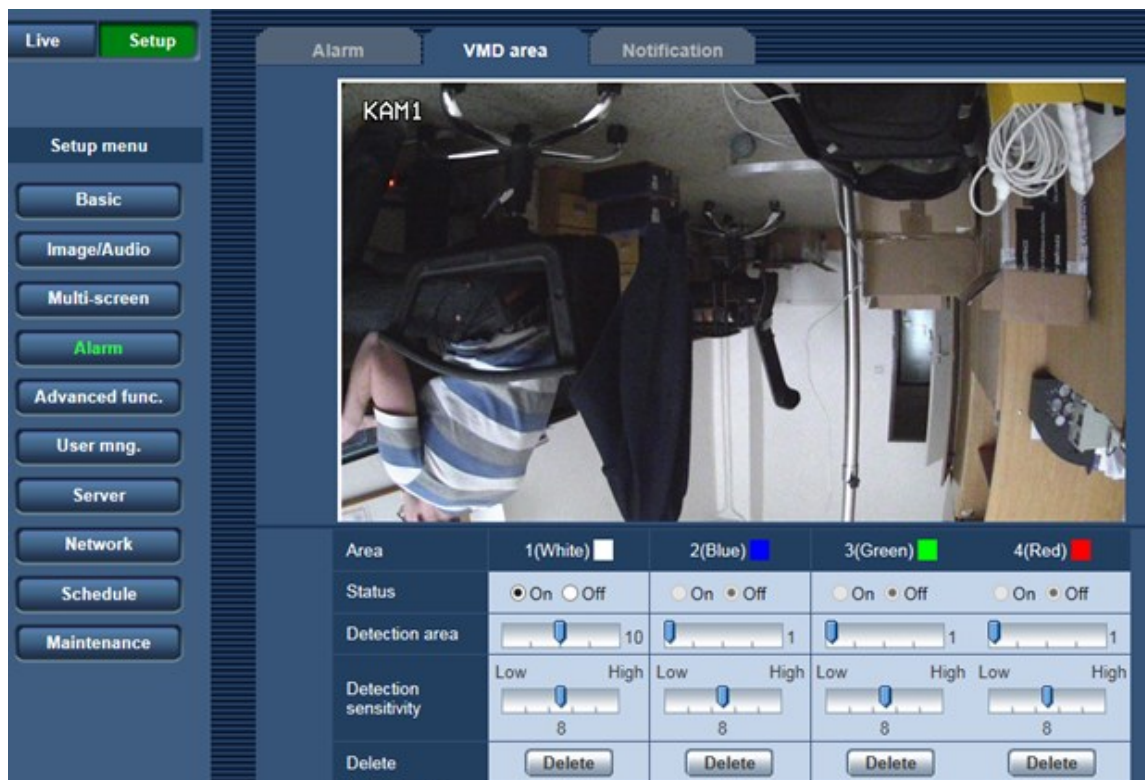 Live Setup
Alarm VMD area Notification
KAM1
Setup menu
Basic
Image/Audio
Multi-screen
Alarm
Advanced func.
User mng.
Server
Network
Schedule
Maintenance
Area 1(White) 2(Blue) 3(Green) 4(Red)
Status On Off On Off On Off On Off
Detection area 10 1 1 1
Low High Low High Low High Low High
Detection
sensitivity
8 8 8 8
Delete Delete Delete Delete Delete